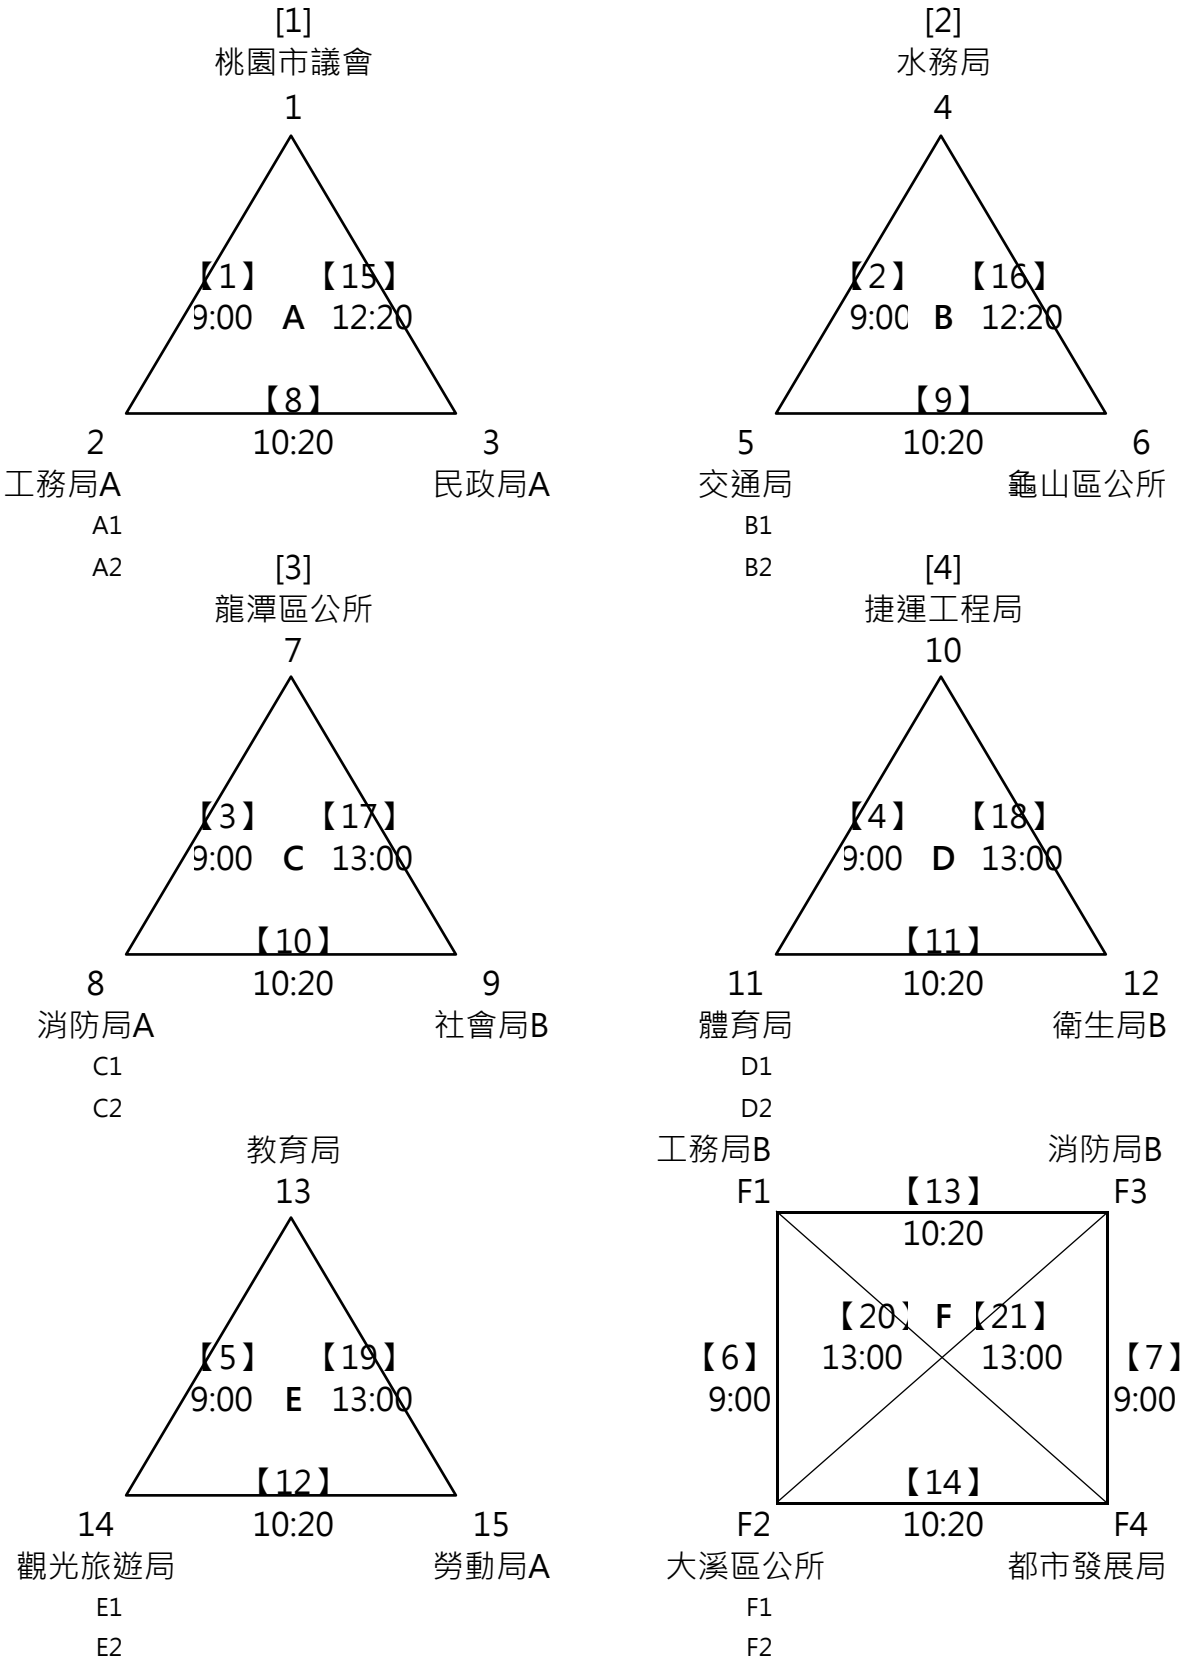 [1]
桃園市議會
1
【1】
【15】
9:00
A
12:20
【8】
2
10:20
3
工務局A
民政局A
A1
A2
[2]
水務局
4
【2】
【16】
9:00
B
12:20
【9】
5
10:20
6
交通局
龜山區公所
B1
B2
[3]
龍潭區公所
7
【3】
【17】
9:00
C
13:00
【10】
8
10:20
9
消防局A
社會局B
C1
C2
[4]
捷運工程局
10
【4】
【18】
9:00
D
13:00
【11】
11
10:20
12
體育局
衛生局B
D1
D2
教育局
13
【5】
【19】
9:00
E
13:00
【12】
14
10:20
15
觀光旅遊局
勞動局A
E1
E2
工務局B
消防局B
F1
【13】
F3
10:20
【20】
F
【21】
【6】
13:00
13:00
【7】
9:00
9:00
【14】
F2
10:20
F4
大溪區公所
都市發展局
F1
F2